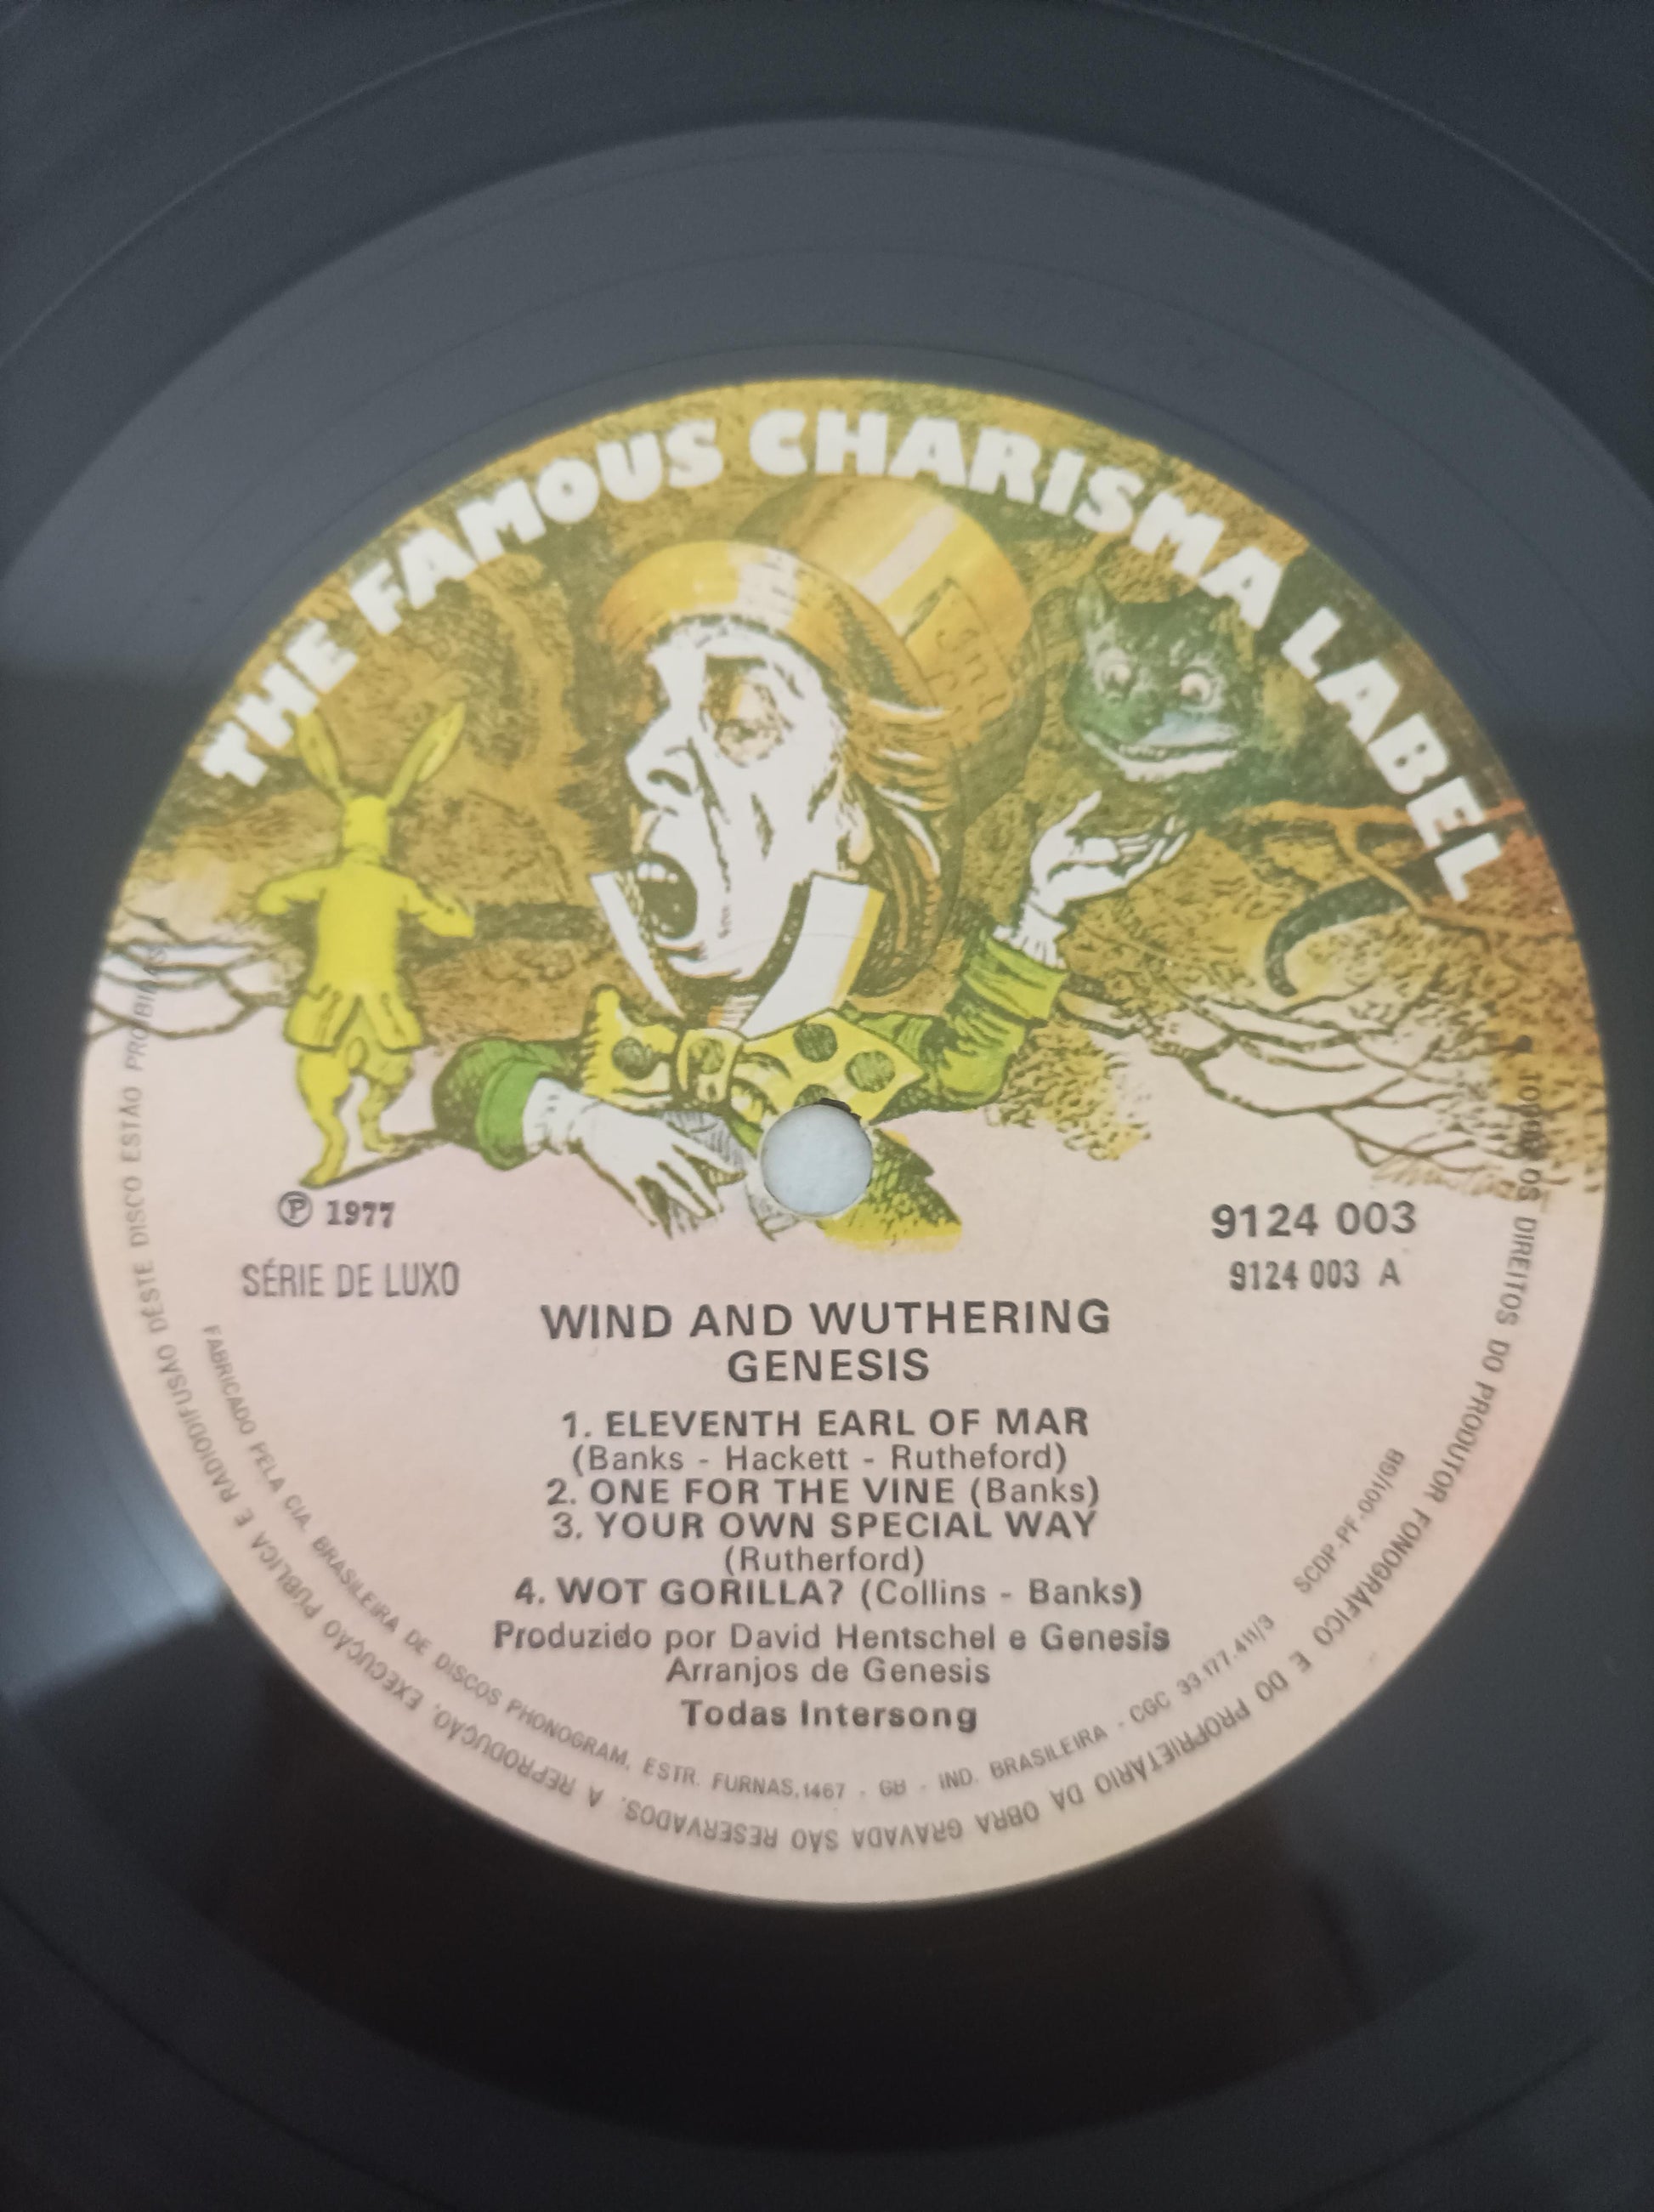 THE FAMOUS CHARISMA LABEL
℗ 1977
SÉRIE DE LUXO
9124 003
9124 003 A
WIND AND WUTHERING
GENESIS
1. ELEVENTH EARL OF MAR
(Banks - Hackett - Rutheford)
2. ONE FOR THE VINE (Banks)
3. YOUR OWN SPECIAL WAY
(Rutherford)
4. WOT GORILLA? (Collins - Banks)
Produzido por David Hentschel e Genesis
Arranjos de Genesis
Todas Intersong
FABRICADO PELA CIA. BRASILEIRA DE DISCOS PHONOGRAM, ESTR. FURNAS, 1467 - GB - IND. BRASILEIRA - CGC 33.177.411/3 SCDP-PF-001/GB
OS DIREITOS DO PRODUTOR FONOGRÁFICO E DO PROPRIETÁRIO DA OBRA GRAVADA SÃO RESERVADOS. A REPRODUÇÃO, EXECUÇÃO PUBLICA E RADIODIFUSÃO DÊSTE DISCO ESTÃO PROIBIDAS